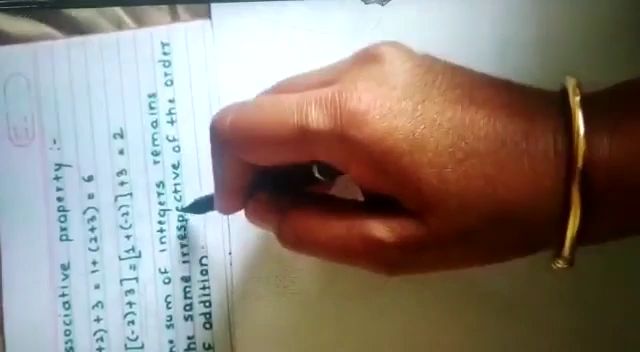 ssociative property :-
+2) + 3 = 1 + (2+3) = 6
[(-2)+3] = [1+(-2)] + 3 = 2
sum of integers remains
he same irrespective of the order
f addition.